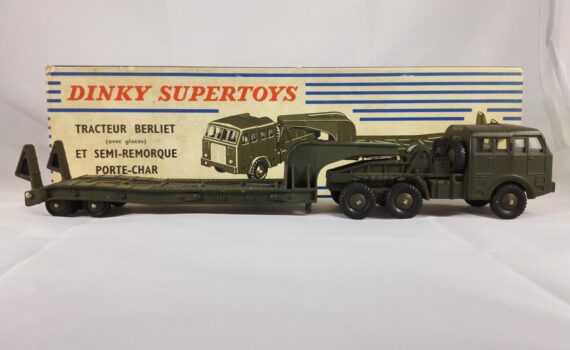 DINKY SUPERTOYS
TRACTEUR BERLIET
(avec glaces)
ET SEMI-REMORQUE
PORTE-CHAR